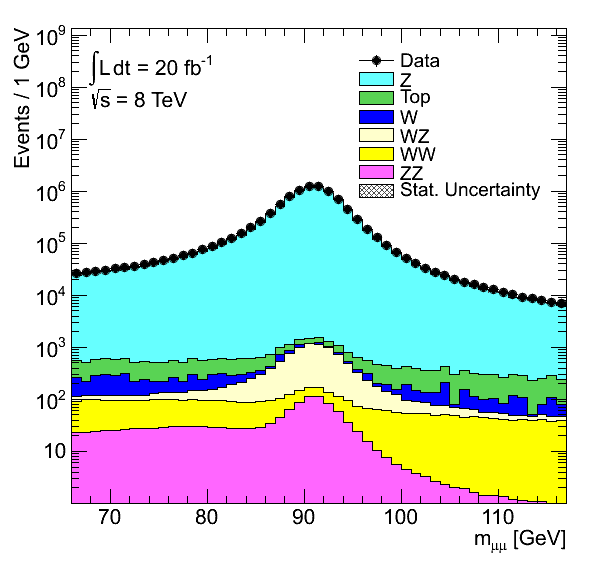 Events / 1 GeV
10⁹
10⁸
10⁷
10⁶
10⁵
10⁴
10³
10²
10
∫L dt = 20 fb⁻¹
√s = 8 TeV
Data
Z
Top
W
WZ
WW
ZZ
Stat. Uncertainty
70 80 90 100 110
m_μμ [GeV]